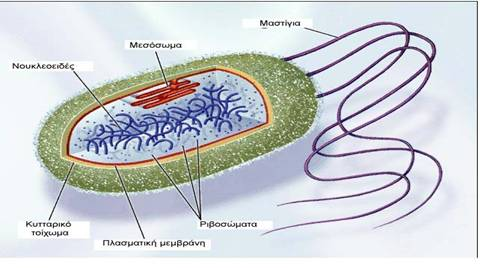 Μαστίγια
Μεσόσωμα
Νουκλεοειδές
Κυτταρικό
τοίχωμα
Πλασματική μεμβράνη
Ριβοσώματα